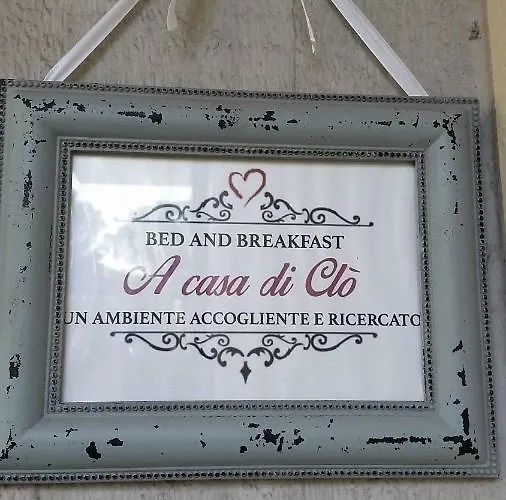 BED AND BREAKFAST
A casa di Clò
UN AMBIENTE ACCOGLIENTE E RICERCATO